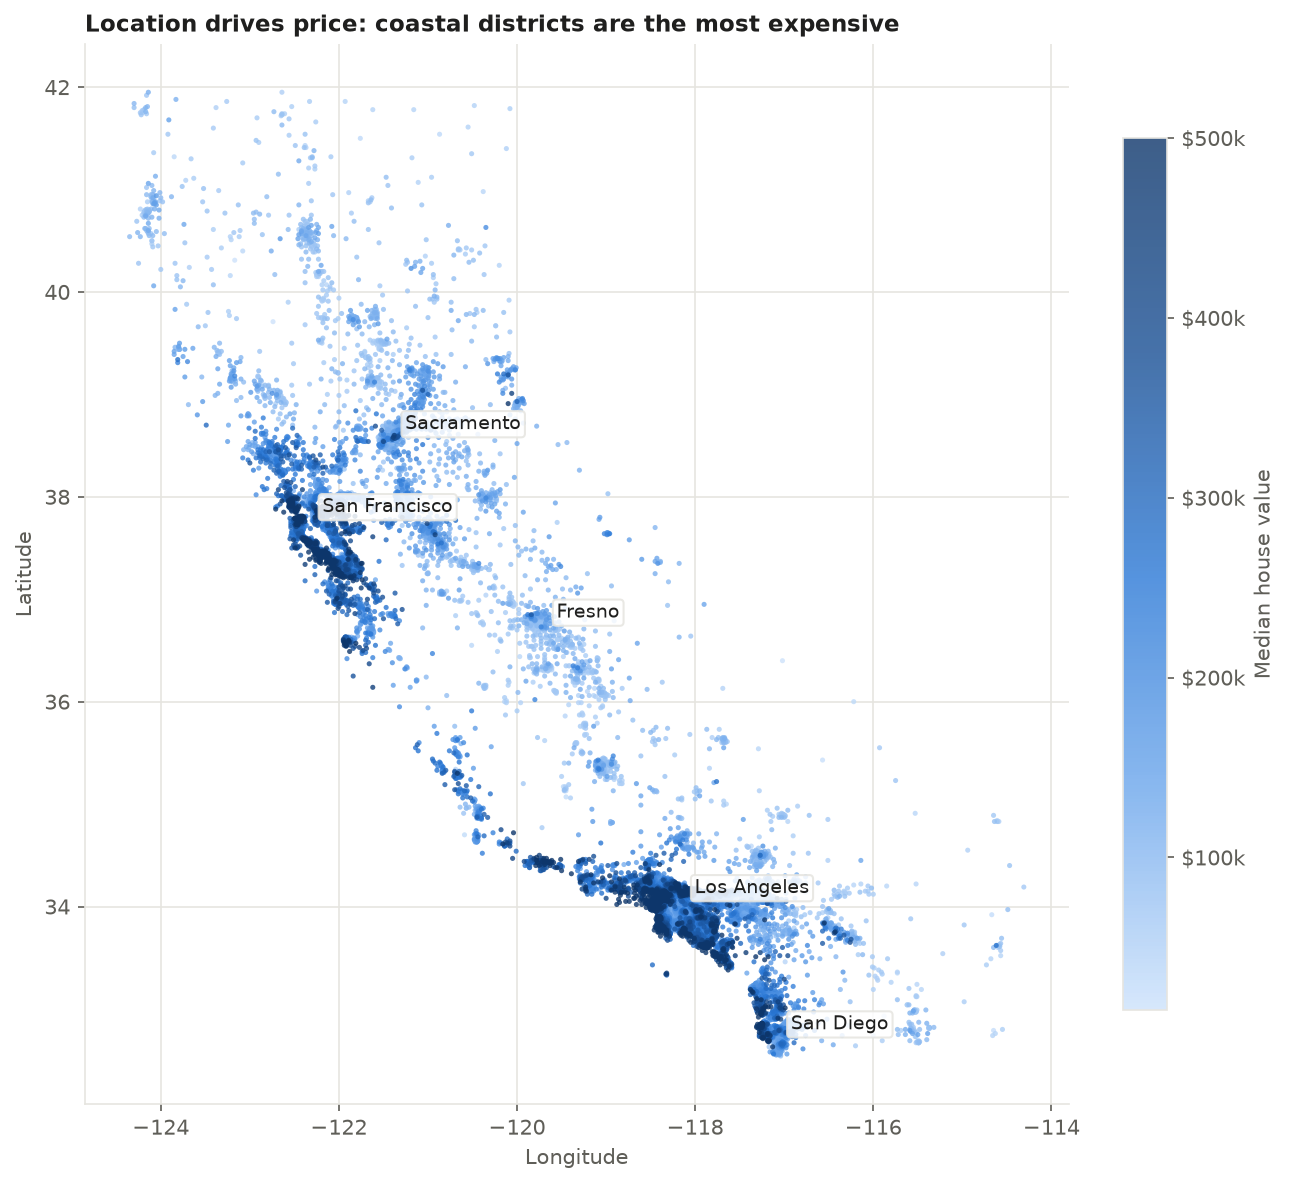 Location drives price: coastal districts are the most expensive
42
40
38
36
34
Latitude
Sacramento
San Francisco
Fresno
Los Angeles
San Diego
−124
−122
−120
−118
−116
−114
Longitude
$500k
$400k
$300k
$200k
$100k
Median house value